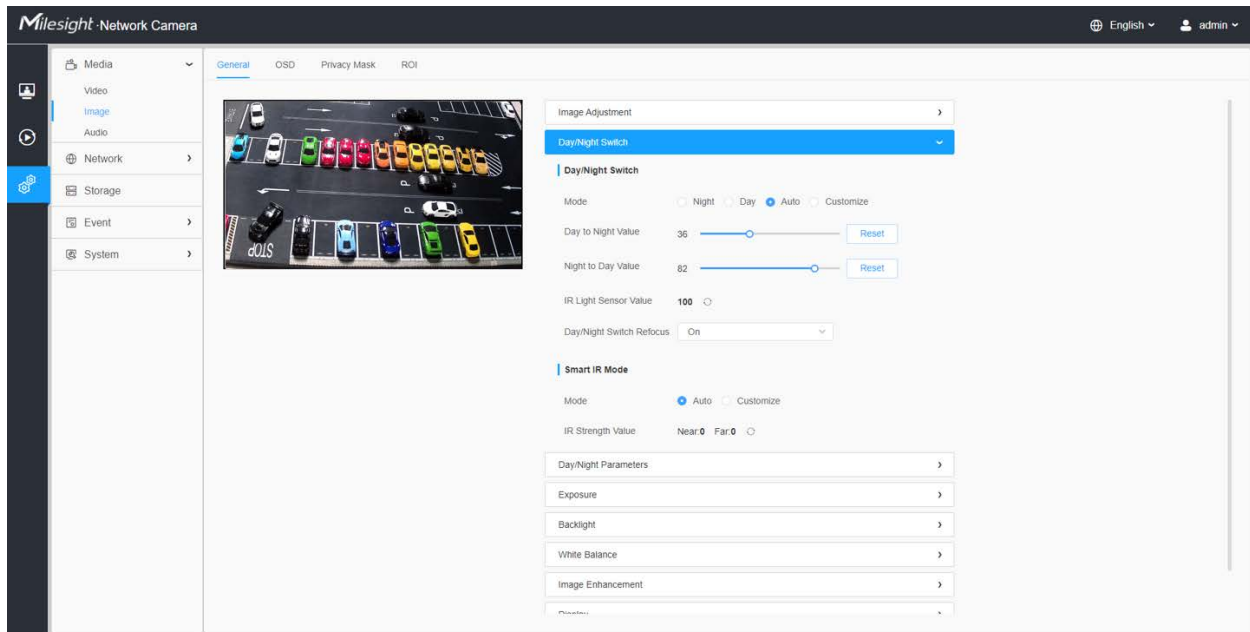 Milesight · Network Camera
English
admin
Media
Video
Image
Audio
Network
Storage
Event
System
General OSD Privacy Mask ROI
P
P
STOP
Image Adjustment
Day/Night Switch
Day/Night Switch
Mode Night Day Auto Customize
Day to Night Value 36 Reset
Night to Day Value 82 Reset
IR Light Sensor Value 100
Day/Night Switch Refocus On
Smart IR Mode
Mode Auto Customize
IR Strength Value Near:0 Far:0
Day/Night Parameters
Exposure
Backlight
White Balance
Image Enhancement
Display